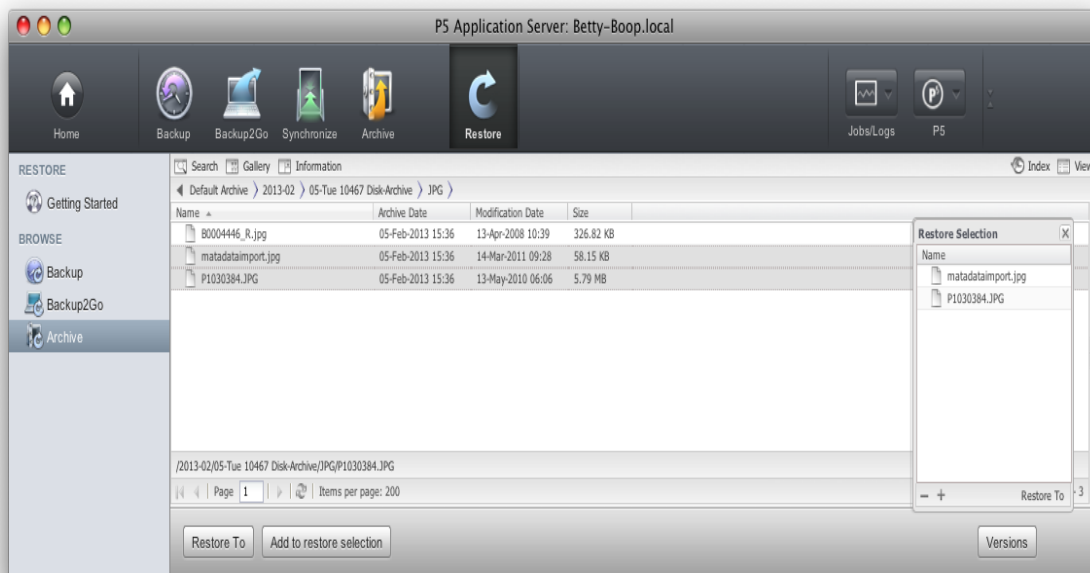 P5 Application Server: Betty-Boop.local
Home
Backup
Backup2Go
Synchronize
Archive
Restore
Jobs/Logs
P5
RESTORE
Getting Started
BROWSE
Backup
Backup2Go
Archive
Search Gallery Information Index View
Default Archive 2013-02 05-Tue 10467 Disk-Archive JPG
Name Archive Date Modification Date Size
B0004446_R.jpg 05-Feb-2013 15:36 13-Apr-2008 10:39 326.82 KB
matadataimport.jpg 05-Feb-2013 15:36 14-Mar-2011 09:28 58.15 KB
P1030384.JPG 05-Feb-2013 15:36 13-May-2010 06:06 5.79 MB
Restore Selection
Name
matadataimport.jpg
P1030384.JPG
Restore To
/2013-02/05-Tue 10467 Disk-Archive/JPG/P1030384.JPG
Page 1 Items per page: 200 - 3
Restore To Add to restore selection Versions